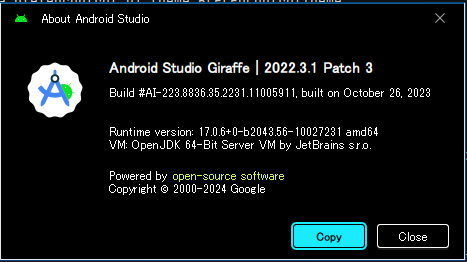 About Android Studio
Android Studio Giraffe | 2022.3.1 Patch 3
Build #AI-223.8836.35.2231.11005911, built on October 26, 2023
Runtime version: 17.0.6+0-b2043.56-10027231 amd64
VM: OpenJDK 64-Bit Server VM by JetBrains s.r.o.
Powered by open-source software
Copyright © 2000-2024 Google
Copy
Close